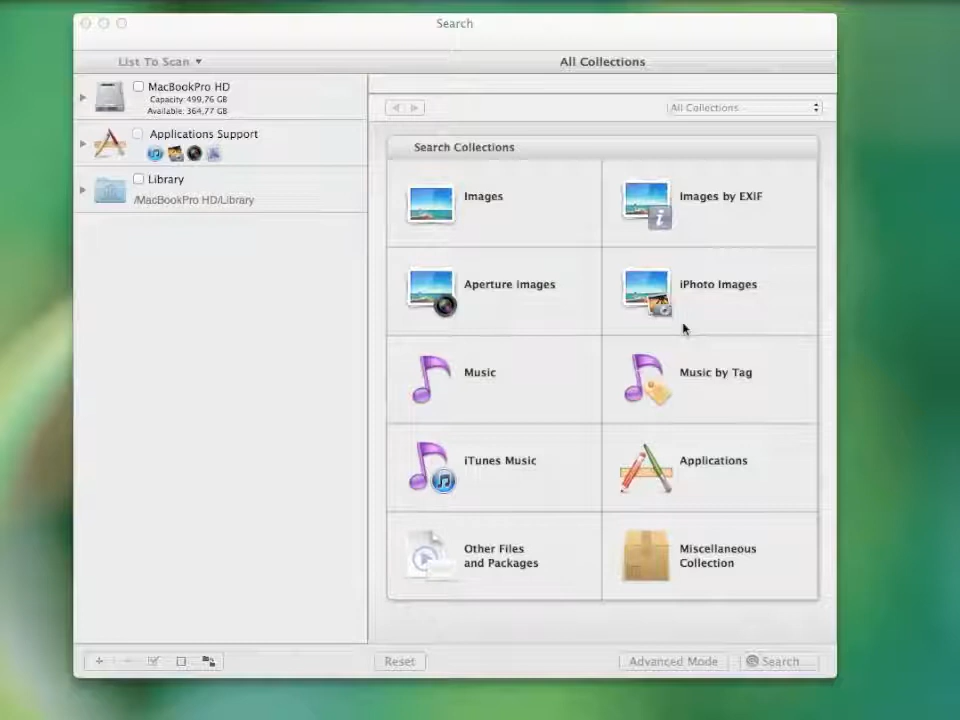 Search
List To Scan ▼
All Collections
MacBookPro HD
Capacity: 499,76 GB
Available: 364,77 GB
Applications Support
Library
/MacBookPro HD/Library
All Collections
Search Collections
Images
Images by EXIF
Aperture Images
iPhoto Images
Music
Music by Tag
iTunes Music
Applications
Other Files
and Packages
Miscellaneous
Collection
Reset
Advanced Mode
Search...